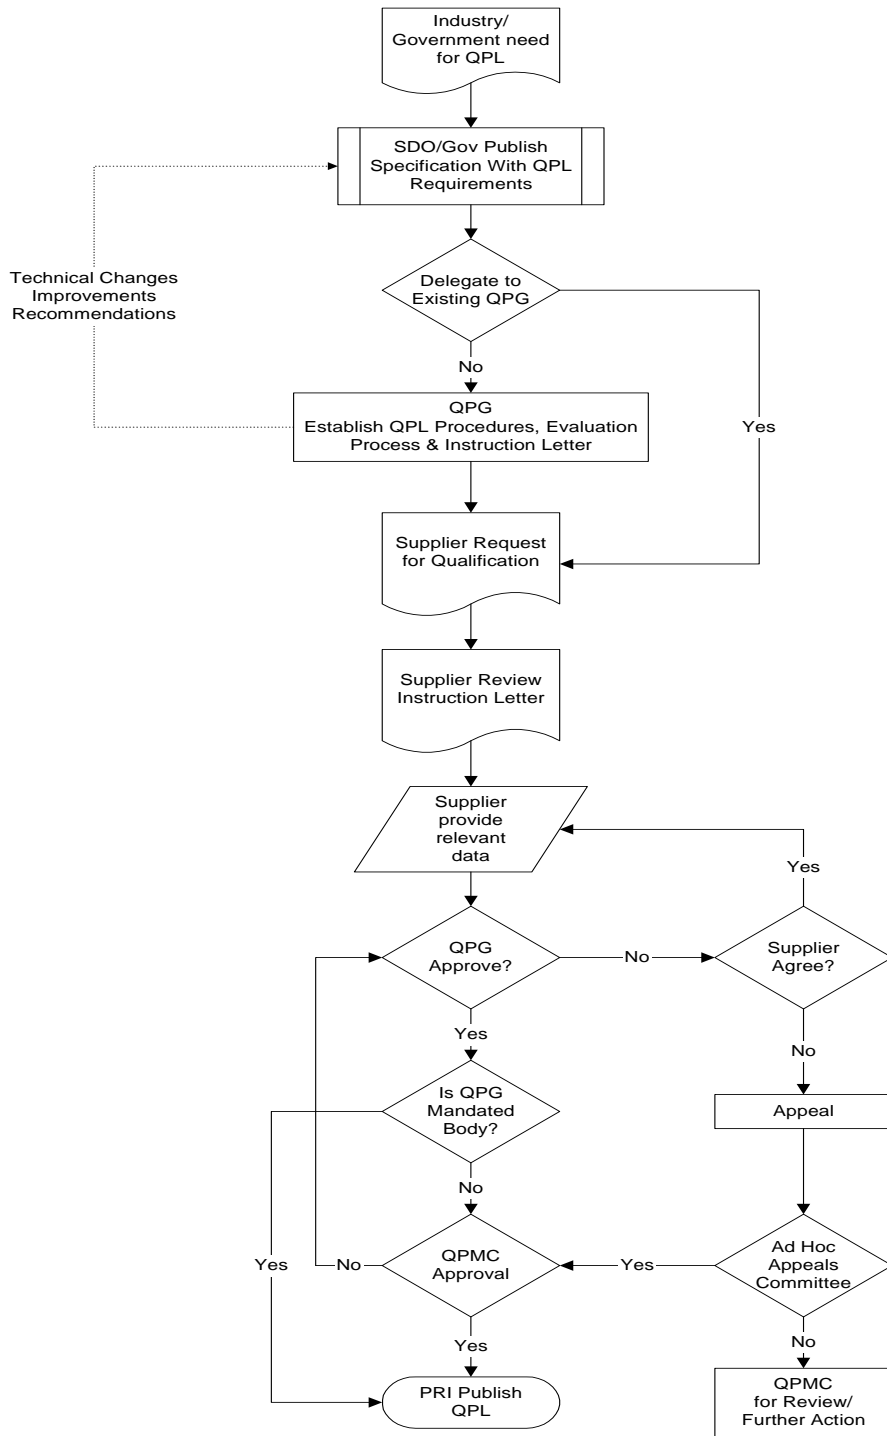 Industry/
Government need
for QPL
SDO/Gov Publish
Specification With QPL
Requirements
Technical Changes
Improvements
Recommendations
Delegate to
Existing QPG
No
Yes
QPG
Establish QPL Procedures, Evaluation
Process & Instruction Letter
Supplier Request
for Qualification
Supplier Review
Instruction Letter
Supplier
provide
relevant
data
Yes
QPG
Approve?
No
Supplier
Agree?
Yes
No
Is QPG
Mandated
Body?
Appeal
No
Yes
No
QPMC
Approval
Yes
Ad Hoc
Appeals
Committee
Yes
No
PRI Publish
QPL
QPMC
for Review/
Further Action